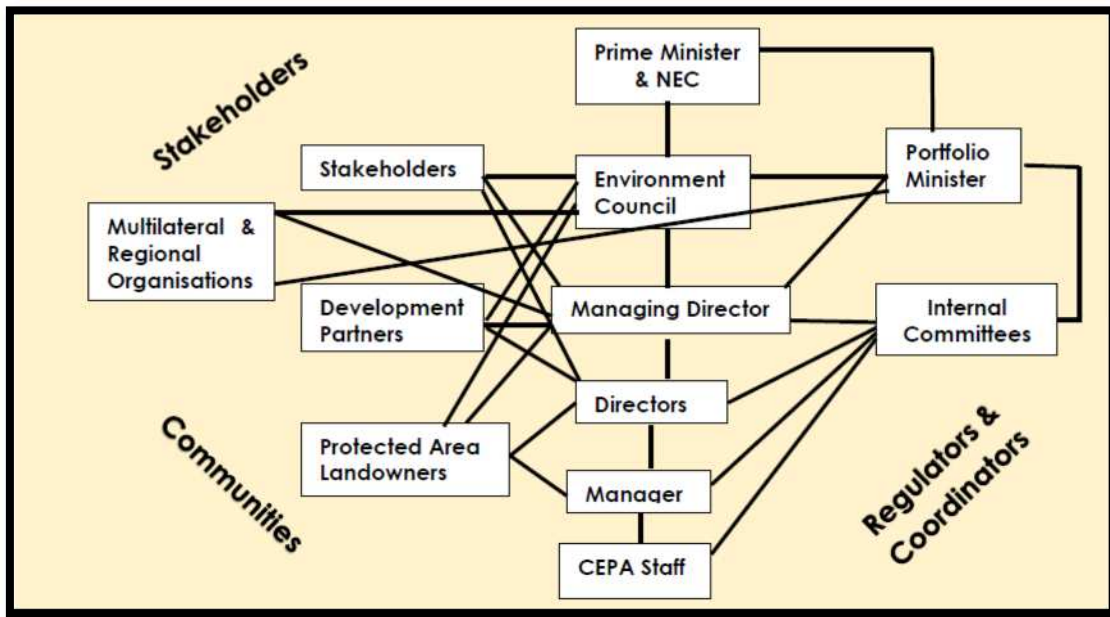 Stakeholders
Prime Minister
& NEC
Stakeholders
Environment
Council
Portfolio
Minister
Multilateral &
Regional
Organisations
Development
Partners
Managing Director
Internal
Committees
Directors
Communities
Protected Area
Landowners
Manager
Regulators &
Coordinators
CEPA Staff